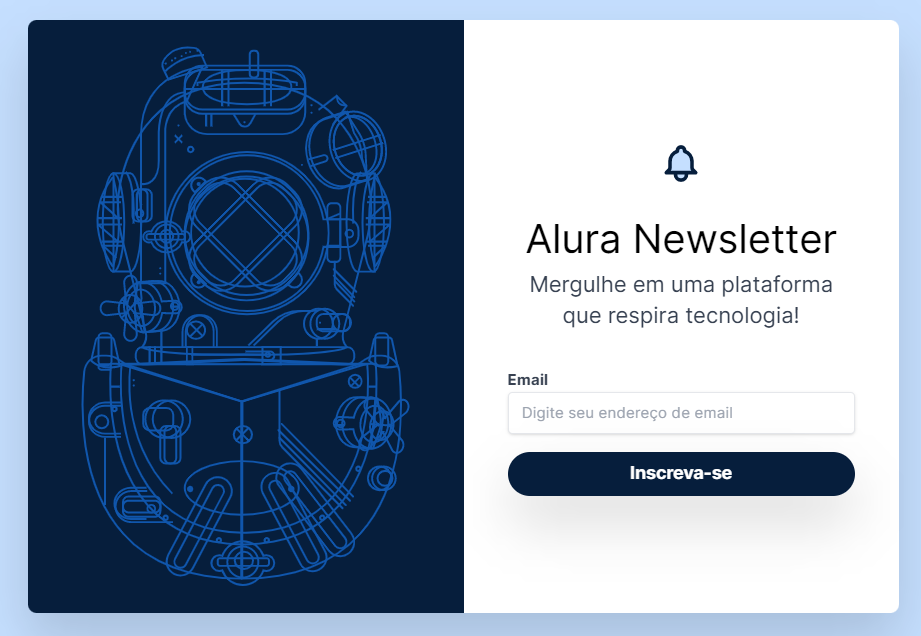 Alura Newsletter
Mergulhe em uma plataforma
que respira tecnologia!
Email
Digite seu endereço de email
Inscreva-se